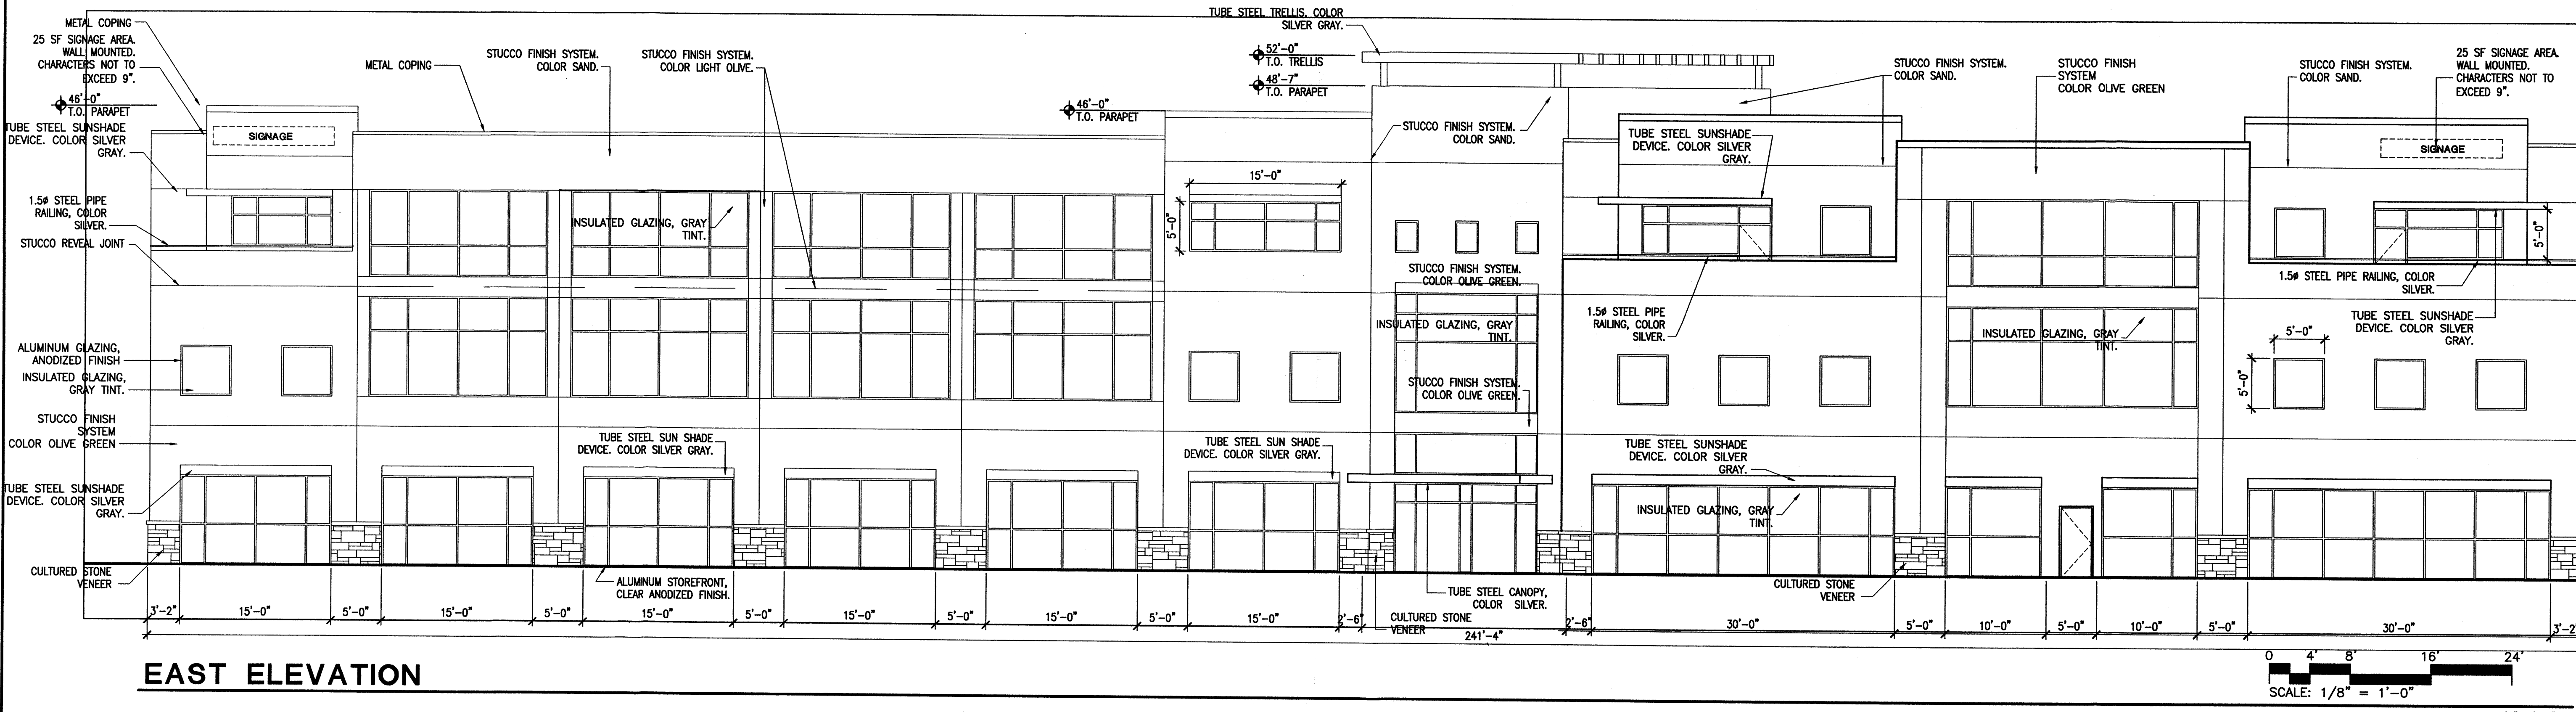 METAL COPING
25 SF SIGNAGE AREA.
WALL MOUNTED.
CHARACTERS NOT TO
EXCEED 9".
46'-0"
T.O. PARAPET
TUBE STEEL SUNSHADE
DEVICE. COLOR SILVER
GRAY.
1.5ø STEEL PIPE
RAILING, COLOR
SILVER.
STUCCO REVEAL JOINT
ALUMINUM GLAZING,
ANODIZED FINISH
INSULATED GLAZING,
GRAY TINT.
STUCCO FINISH
SYSTEM
COLOR OLIVE GREEN
TUBE STEEL SUNSHADE
DEVICE. COLOR SILVER
GRAY.
CULTURED STONE
VENEER
SIGNAGE
METAL COPING
STUCCO FINISH SYSTEM.
COLOR SAND.
STUCCO FINISH SYSTEM.
COLOR LIGHT OLIVE.
INSULATED GLAZING, GRAY
TINT.
TUBE STEEL SUN SHADE
DEVICE. COLOR SILVER GRAY.
ALUMINUM STOREFRONT,
CLEAR ANODIZED FINISH.
46'-0"
T.O. PARAPET
15'-0"
5'-0"
TUBE STEEL SUN SHADE
DEVICE. COLOR SILVER GRAY.
TUBE STEEL TRELLIS. COLOR
SILVER GRAY.
52'-0"
T.O. TRELLIS
48'-7"
T.O. PARAPET
STUCCO FINISH SYSTEM.
COLOR SAND.
STUCCO FINISH SYSTEM.
COLOR OLIVE GREEN.
INSULATED GLAZING, GRAY
TINT.
STUCCO FINISH SYSTEM.
COLOR OLIVE GREEN.
TUBE STEEL CANOPY,
COLOR SILVER.
CULTURED STONE
VENEER
TUBE STEEL SUNSHADE
DEVICE. COLOR SILVER
GRAY.
1.5ø STEEL PIPE
RAILING, COLOR
SILVER.
TUBE STEEL SUNSHADE
DEVICE. COLOR SILVER
GRAY.
INSULATED GLAZING, GRAY
TINT.
CULTURED STONE
VENEER
STUCCO FINISH SYSTEM.
COLOR SAND.
STUCCO FINISH
SYSTEM
COLOR OLIVE GREEN
INSULATED GLAZING, GRAY
TINT.
STUCCO FINISH SYSTEM.
COLOR SAND.
25 SF SIGNAGE AREA.
WALL MOUNTED.
CHARACTERS NOT TO
EXCEED 9".
SIGNAGE
5'-0"
1.5ø STEEL PIPE RAILING, COLOR
SILVER.
TUBE STEEL SUNSHADE
DEVICE. COLOR SILVER
GRAY.
5'-0"
5'-0"
3'-2" 15'-0" 5'-0" 15'-0" 5'-0" 15'-0" 5'-0" 15'-0" 5'-0" 15'-0" 5'-0" 15'-0" 2'-6" 2'-6" 30'-0" 5'-0" 10'-0" 5'-0" 10'-0" 5'-0" 30'-0" 3'-2"
241'-4"
EAST ELEVATION
0 4' 8' 16' 24'
SCALE: 1/8" = 1'-0"